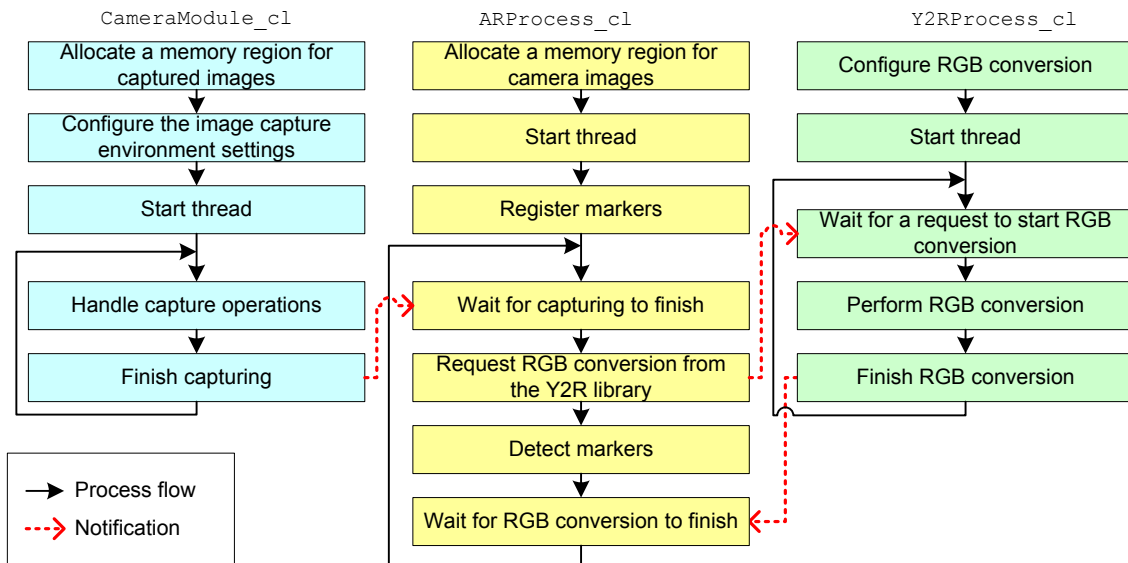 CameraModule_cl
Allocate a memory region for
captured images
Configure the image capture
environment settings
Start thread
Handle capture operations
Finish capturing
ARProcess_cl
Allocate a memory region for
camera images
Start thread
Register markers
Wait for capturing to finish
Request RGB conversion from
the Y2R library
Detect markers
Wait for RGB conversion to finish
Y2RProcess_cl
Configure RGB conversion
Start thread
Wait for a request to start RGB
conversion
Perform RGB conversion
Finish RGB conversion
Process flow
Notification